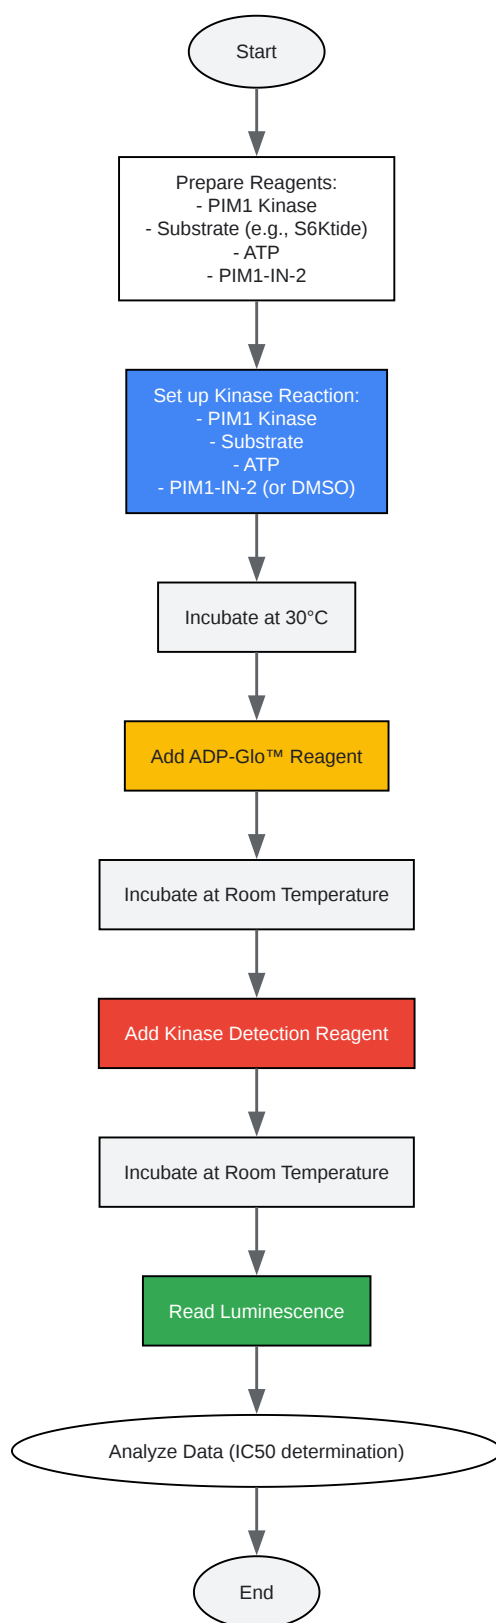 Start
Prepare Reagents:
- PIM1 Kinase
- Substrate (e.g., S6Ktide)
- ATP
- PIM1-IN-2
Set up Kinase Reaction:
- PIM1 Kinase
- Substrate
- ATP
- PIM1-IN-2 (or DMSO)
Incubate at 30°C
Add ADP-Glo™ Reagent
Incubate at Room Temperature
Add Kinase Detection Reagent
Incubate at Room Temperature
Read Luminescence
Analyze Data (IC50 determination)
End